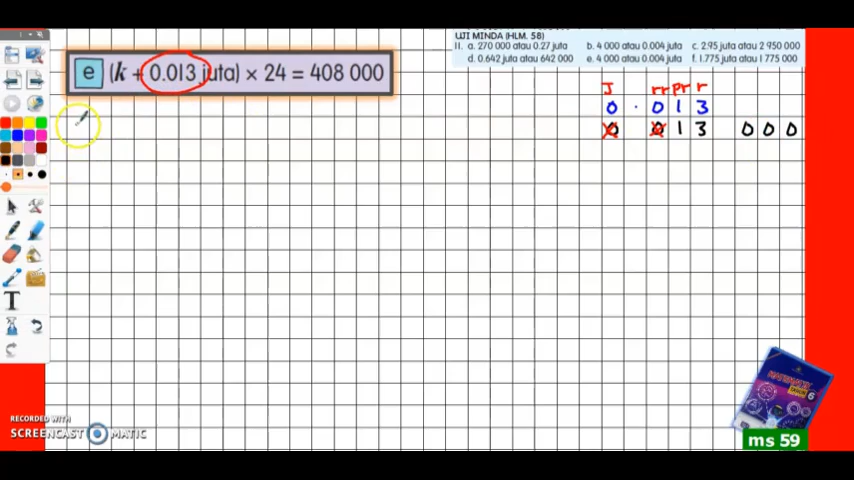 UJI MINDA (HLM. 58)
11. a. 270 000 atau 0.27 juta b. 4 000 atau 0.004 juta c. 2.95 juta atau 2 950 000
d. 0.642 juta atau 642 000 e. 4 000 atau 0.004 juta f. 1.775 juta atau 1 775 000
e (k + 0.013 juta) × 24 = 408 000
J rr pr r
0 . 0 1 3
0 0 1 3 0 0 0
T
MATEMATIK
6
RECORDED WITH
SCREENCAST MATIC
ms 59